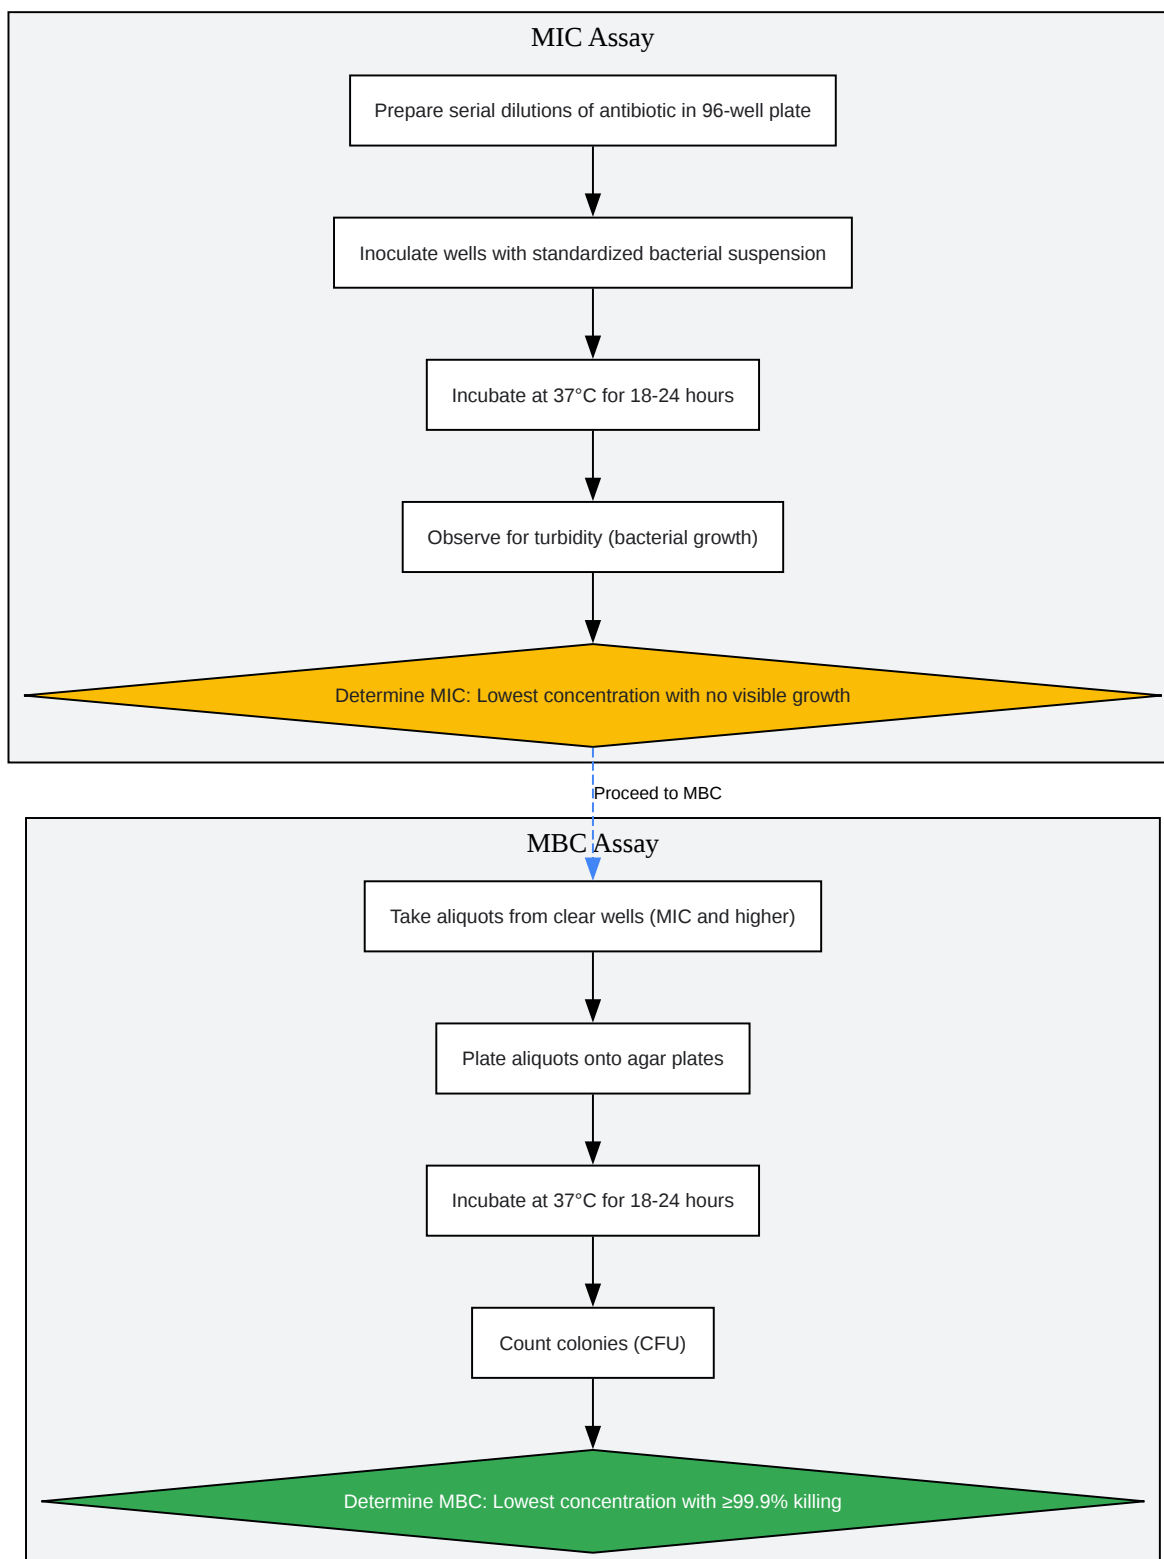 MIC Assay
Prepare serial dilutions of antibiotic in 96-well plate
Inoculate wells with standardized bacterial suspension
Incubate at 37°C for 18-24 hours
Observe for turbidity (bacterial growth)
Determine MIC: Lowest concentration with no visible growth
Proceed to MBC
MBC Assay
Take aliquots from clear wells (MIC and higher)
Plate aliquots onto agar plates
Incubate at 37°C for 18-24 hours
Count colonies (CFU)
Determine MBC: Lowest concentration with ≥99.9% killing